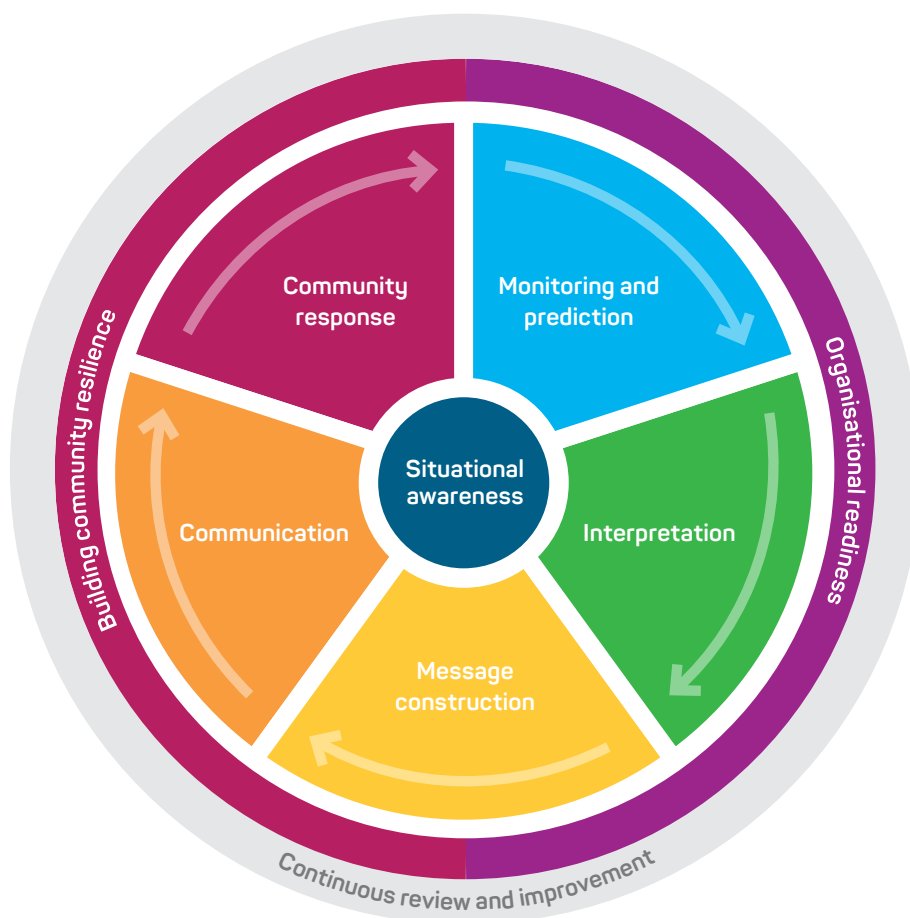 Community
response
Monitoring and
prediction
Situational
awareness
Communication
Interpretation
Message
construction
Building community resilience
Organisational readiness
Continuous review and improvement